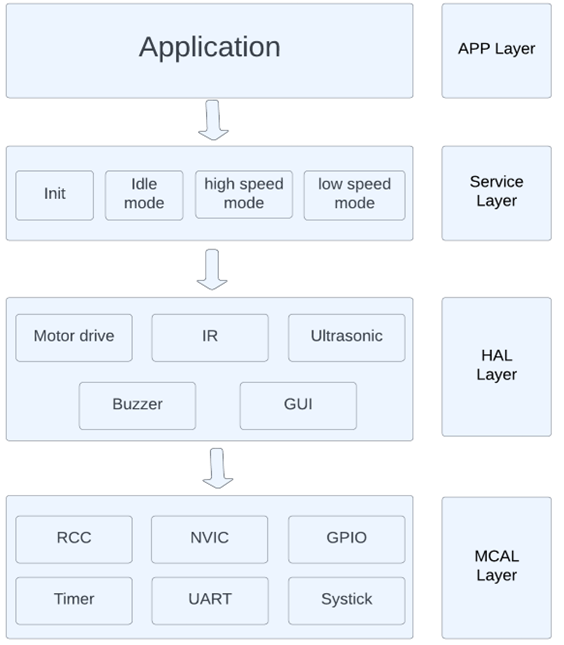 Application
APP Layer
Init
Idle
mode
high speed
mode
low speed
mode
Service
Layer
Motor drive
IR
Ultrasonic
Buzzer
GUI
HAL
Layer
RCC
NVIC
GPIO
Timer
UART
Systick
MCAL
Layer